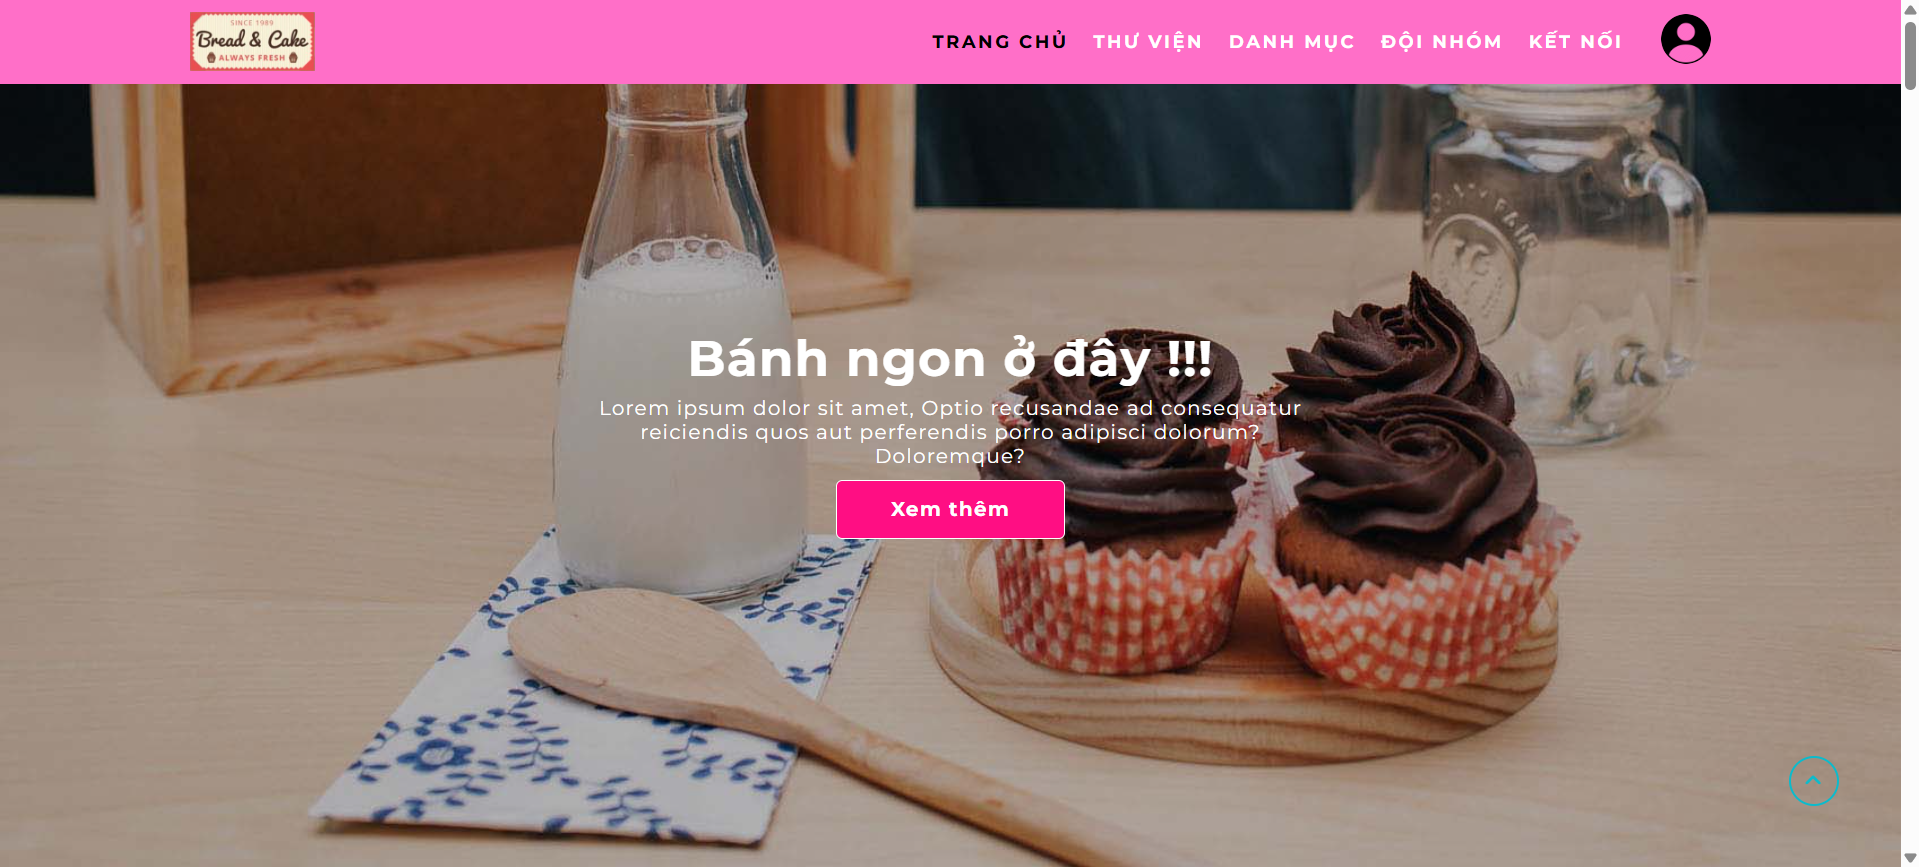 SINCE 1989
Bread & Cake
ALWAYS FRESH
TRANG CHỦ THƯ VIỆN DANH MỤC ĐỘI NHÓM KẾT NỐI
Bánh ngon ở đây !!!
Lorem ipsum dolor sit amet, Optio recusandae ad consequatur
reiciendis quos aut perferendis porro adipisci dolorum?
Doloremque?
Xem thêm
FAIR